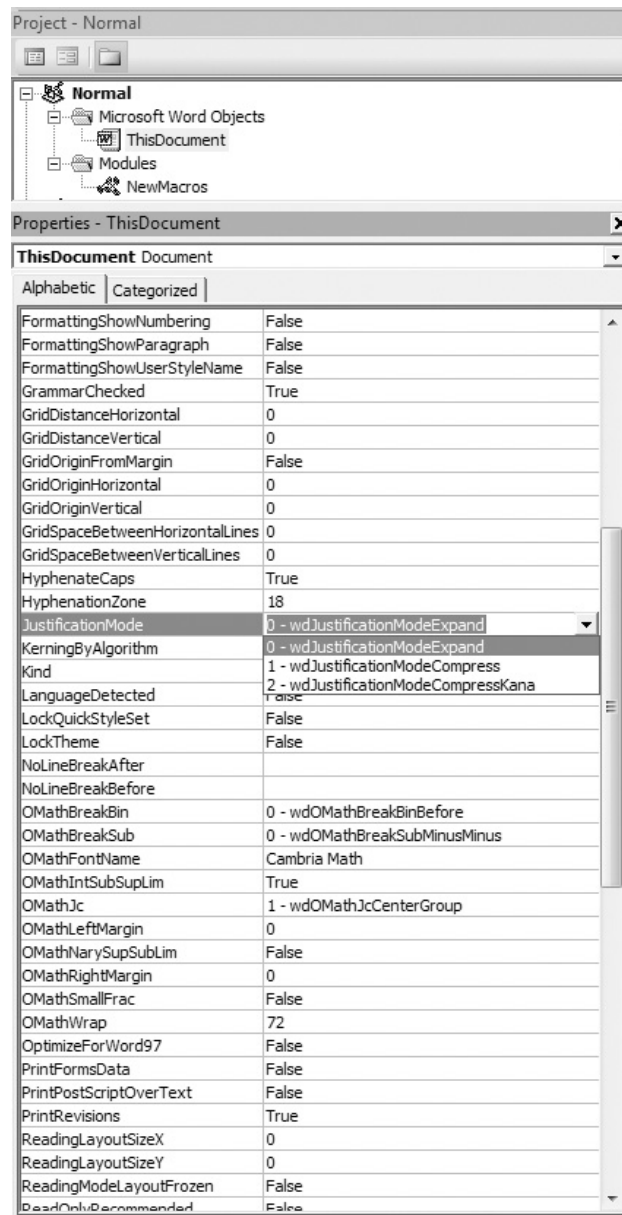 Project - Normal
Normal
Microsoft Word Objects
ThisDocument
Modules
NewMacros
Properties - ThisDocument
ThisDocument Document
Alphabetic Categorized
FormattingShowNumbering False
FormattingShowParagraph False
FormattingShowUserStyleName False
GrammarChecked True
GridDistanceHorizontal 0
GridDistanceVertical 0
GridOriginFromMargin False
GridOriginHorizontal 0
GridOriginVertical 0
GridSpaceBetweenHorizontalLines 0
GridSpaceBetweenVerticalLines 0
HyphenateCaps True
HyphenationZone 18
JustificationMode 0 - wdJustificationModeExpand
KerningByAlgorithm 0 - wdJustificationModeExpand
Kind 1 - wdJustificationModeCompress
2 - wdJustificationModeCompressKana
LanguageDetected False
LockQuickStyleSet False
LockTheme False
NoLineBreakAfter
NoLineBreakBefore
OMathBreakBin 0 - wdOMathBreakBinBefore
OMathBreakSub 0 - wdOMathBreakSubMinusMinus
OMathFontName Cambria Math
OMathIntSubSupLim True
OMathJc 1 - wdOMathJcCenterGroup
OMathLeftMargin 0
OMathNarySupSubLim False
OMathRightMargin 0
OMathSmallFrac False
OMathWrap 72
OptimizeForWord97 False
PrintFormsData False
PrintPostScriptOverText False
PrintRevisions True
ReadingLayoutSizeX 0
ReadingLayoutSizeY 0
ReadingModeLayoutFrozen False
ReadOnlyRecommended False